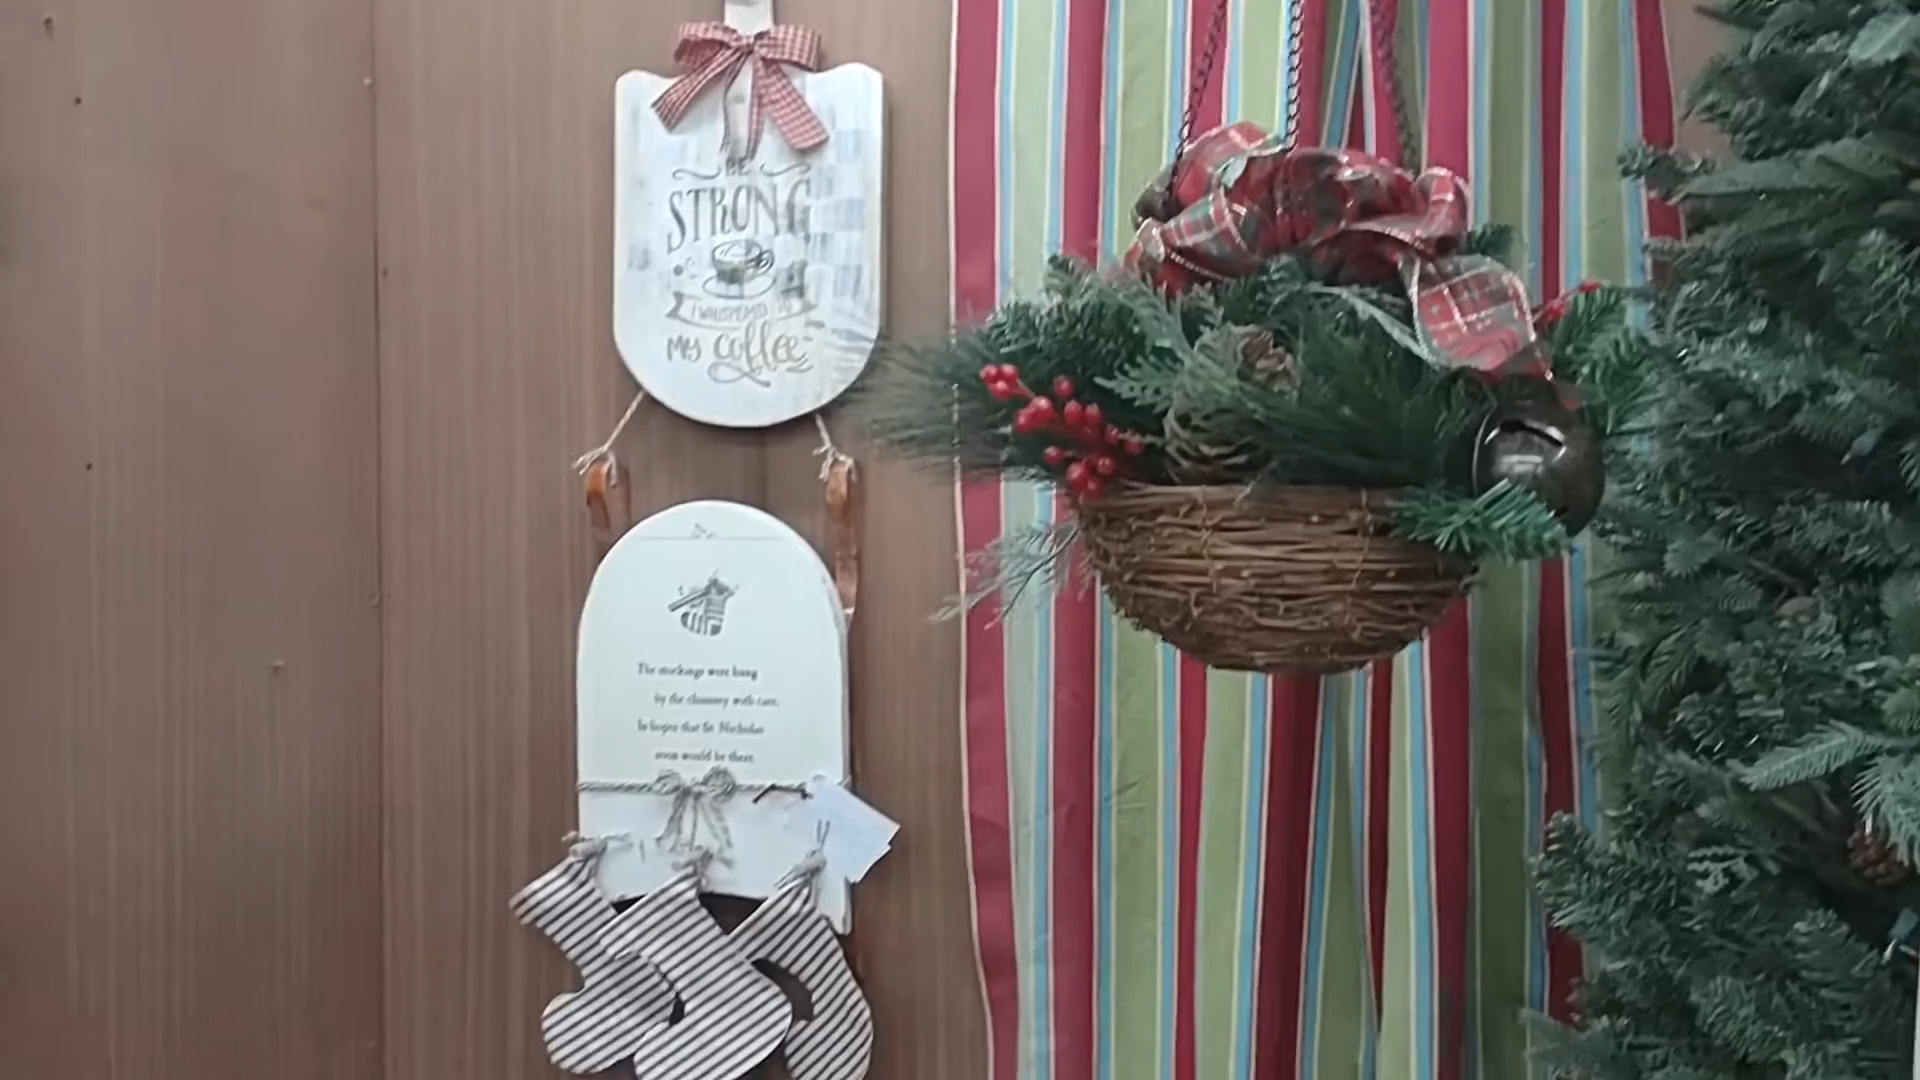 BE
STRONG
I WHISPERED TO
my coffee
The stockings were hung
by the chimney with care,
In hopes that St. Nicholas
soon would be there